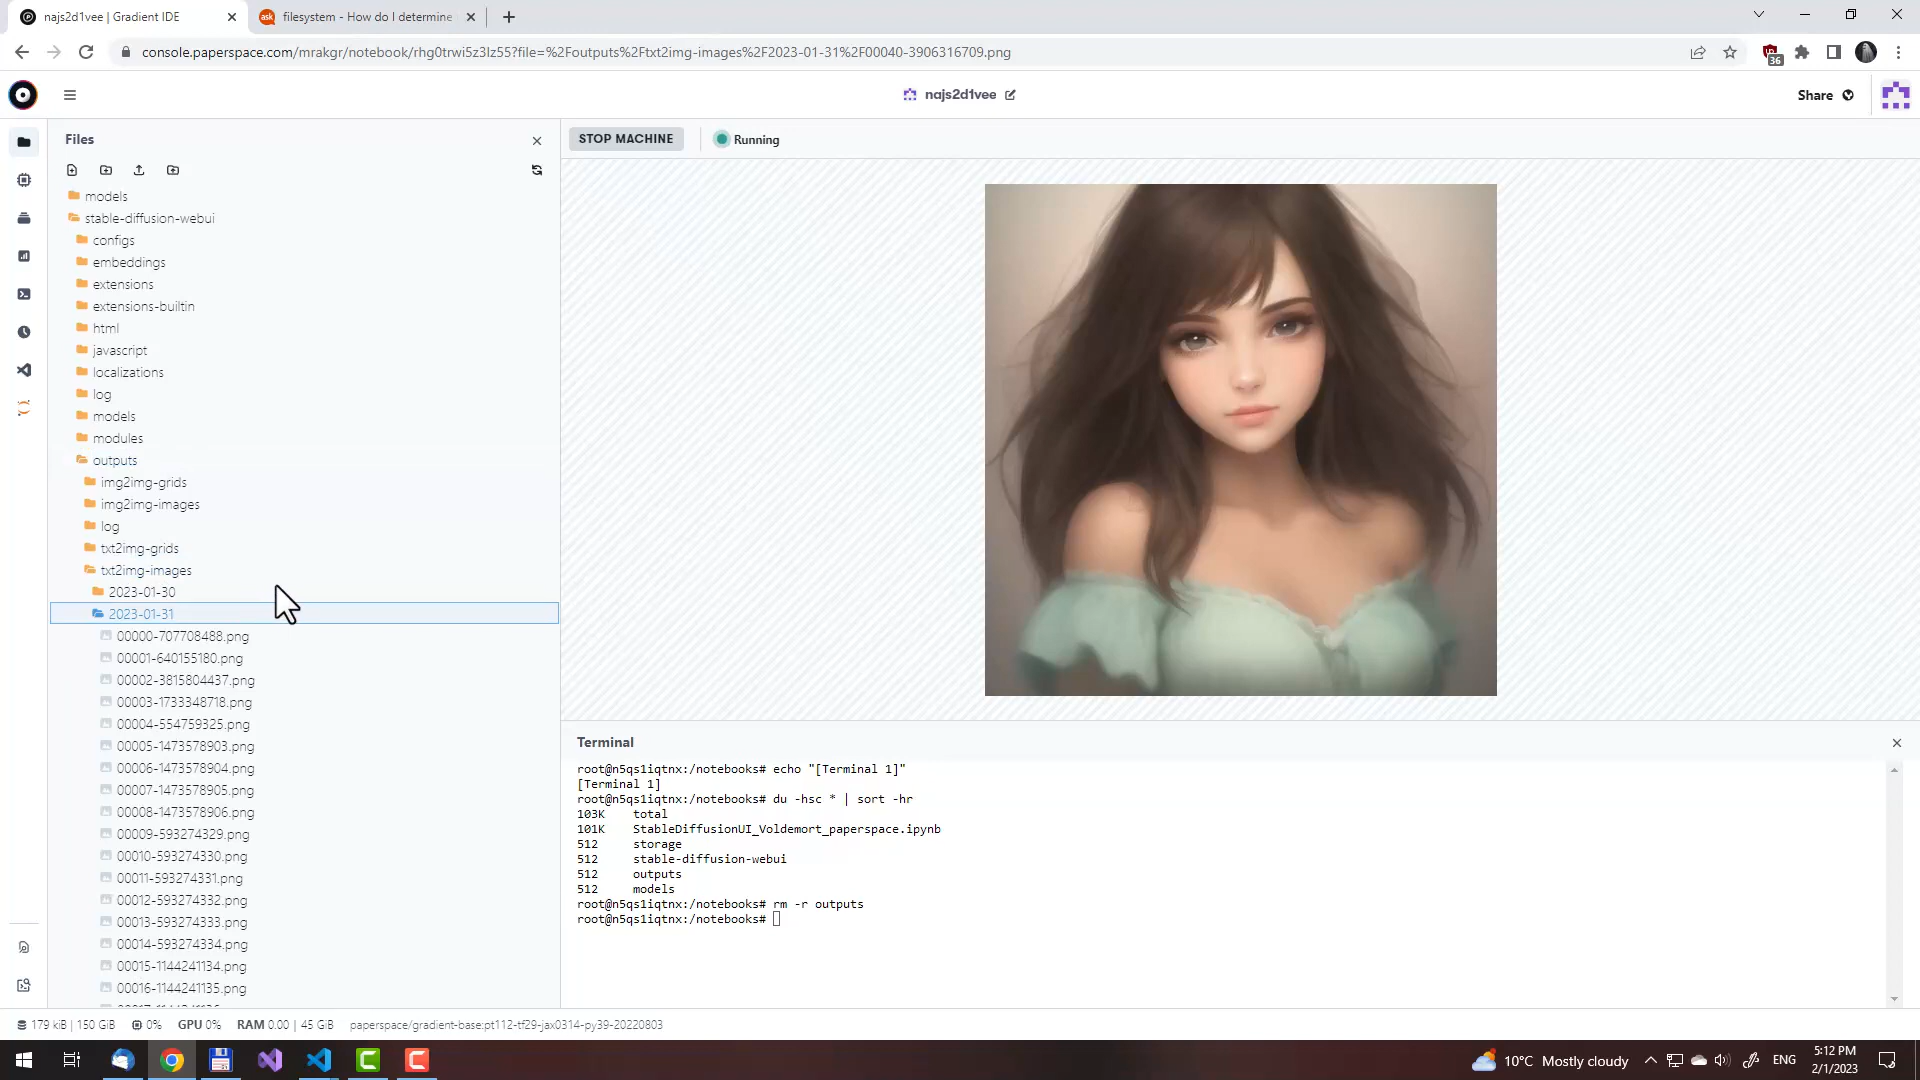 najs2d1vee | Gradient IDE
filesystem - How do I determine
console.paperspace.com/mrakgr/notebook/rhg0trwi5z3lz55?file=%2Foutputs%2Ftxt2img-images%2F2023-01-31%2F00040-3906316709.png
36
najs2d1vee
Share
Files
STOP MACHINE
Running
models
stable-diffusion-webui
configs
embeddings
extensions
extensions-builtin
html
javascript
localizations
log
models
modules
outputs
img2img-grids
img2img-images
log
txt2img-grids
txt2img-images
2023-01-30
2023-01-31
00000-707708488.png
00001-640155180.png
00002-3815804437.png
00003-1733348718.png
00004-554759325.png
00005-1473578903.png
00006-1473578904.png
00007-1473578905.png
00008-1473578906.png
00009-593274329.png
00010-593274330.png
00011-593274331.png
00012-593274332.png
00013-593274333.png
00014-593274334.png
00015-1144241134.png
00016-1144241135.png
Terminal
root@n5qs1iqtnx:/notebooks# echo "[Terminal 1]"
[Terminal 1]
root@n5qs1iqtnx:/notebooks# du -hsc * | sort -hr
103K total
101K StableDiffusionUI_Voldemort_paperspace.ipynb
512 storage
512 stable-diffusion-webui
512 outputs
512 models
root@n5qs1iqtnx:/notebooks# rm -r outputs
root@n5qs1iqtnx:/notebooks#
179 kiB | 150 GiB 0% GPU 0% RAM 0.00 | 45 GiB paperspace/gradient-base:pt112-tf29-jax0314-py39-20220803
10°C Mostly cloudy
ENG
5:12 PM
2/1/2023